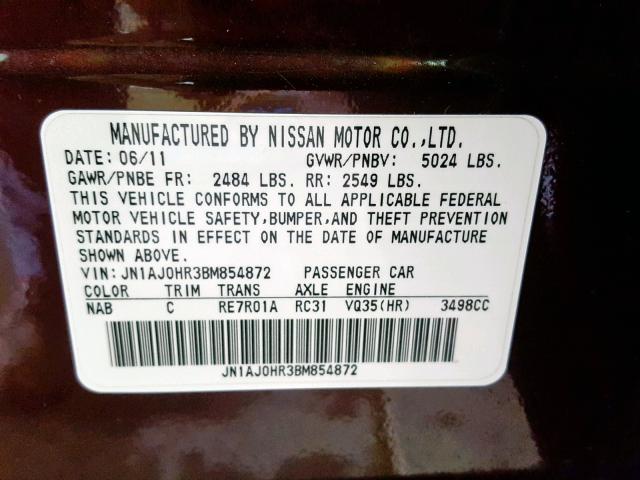 MANUFACTURED BY NISSAN MOTOR CO.,LTD.
DATE: 06/11 GVWR/PNBV: 5024 LBS.
GAWR/PNBE FR: 2484 LBS. RR: 2549 LBS.
THIS VEHICLE CONFORMS TO ALL APPLICABLE FEDERAL
MOTOR VEHICLE SAFETY,BUMPER,AND THEFT PREVENTION
STANDARDS IN EFFECT ON THE DATE OF MANUFACTURE
SHOWN ABOVE.
VIN: JN1AJ0HR3BM854872 PASSENGER CAR
COLOR TRIM TRANS AXLE ENGINE
NAB C RE7R01A RC31 VQ35(HR) 3498CC
JN1AJ0HR3BM854872